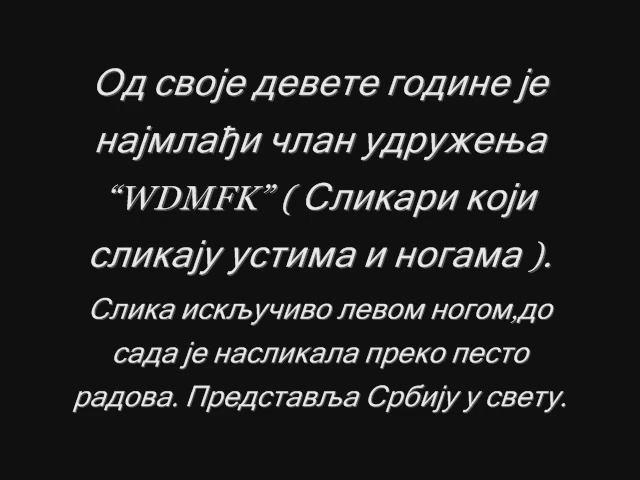 Од своје девете године је
најмлађи члан удружења
“WDMFK” ( Сликари који
сликају устима и ногама ).
Слика искључиво левом ногом,до
сада је насликала преко песто
радова. Представља Србију у свету.